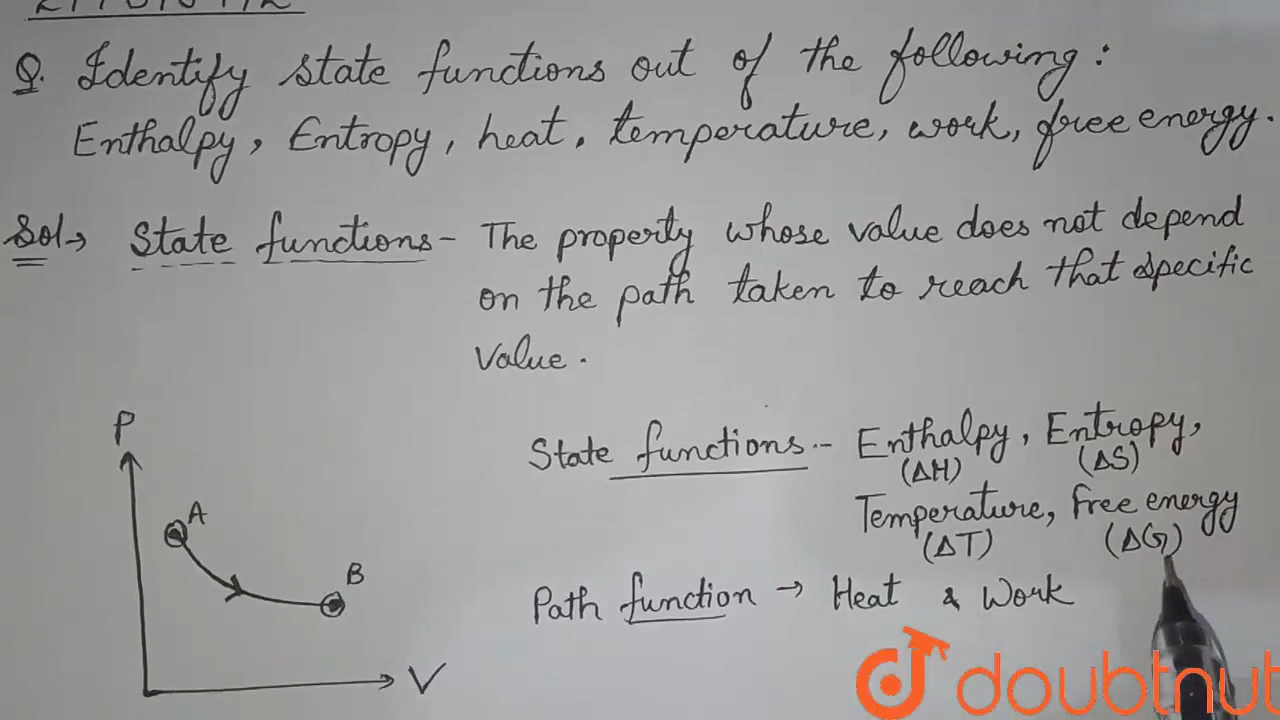 Q. Identify state functions out of the following :
Enthalpy, Entropy, heat, temperature, work, free energy.
Sol→ State functions - The property whose value does not depend
on the path taken to reach that specific
value.
P
A
B
V
State functions :- Enthalpy, Entropy,
(ΔH) (ΔS)
Temperature, Free energy
(ΔT) (ΔG)
Path function → Heat & Work
doubtnut